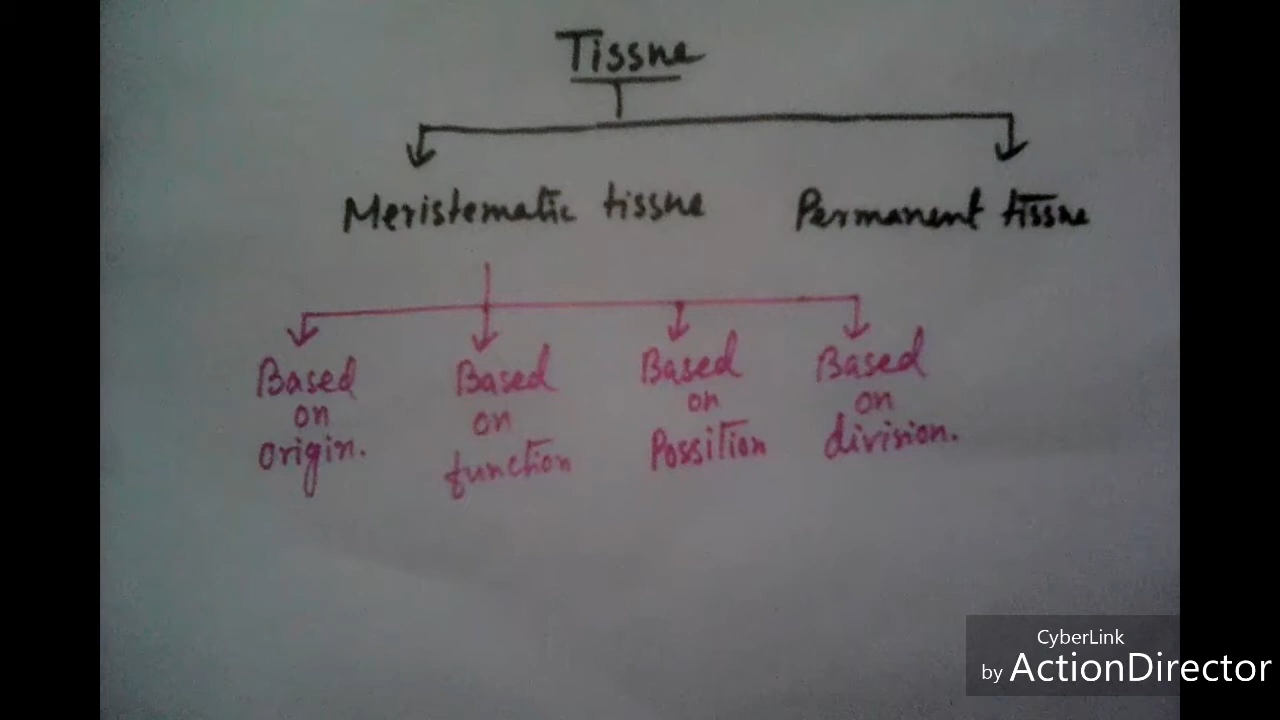 Tissue
Meristematic tissue
Permanent tissue
Based
on
origin.
Based
on
function
Based
on
Possition
Based
on
division.
CyberLink
by ActionDirector